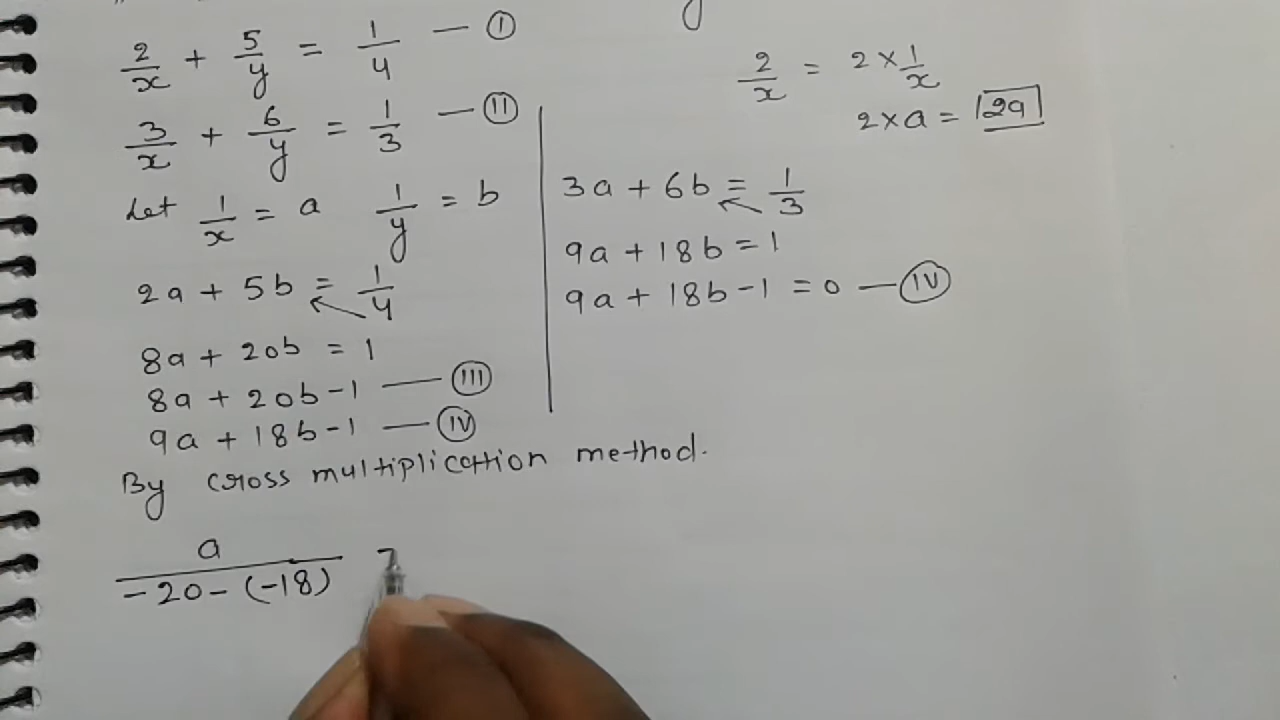 2/x + 5/y = 1/4 — (I)
3/x + 6/y = 1/3 — (II)
Let 1/x = a 1/y = b
2a + 5b = 1/4
8a + 20b = 1
8a + 20b - 1 — (III)
9a + 18b - 1 — (IV)
By cross multiplication method.
a/(-20 - (-18))
2/x = 2 × 1/x
2 × a = 2a
3a + 6b = 1/3
9a + 18b = 1
9a + 18b - 1 = 0 — (IV)